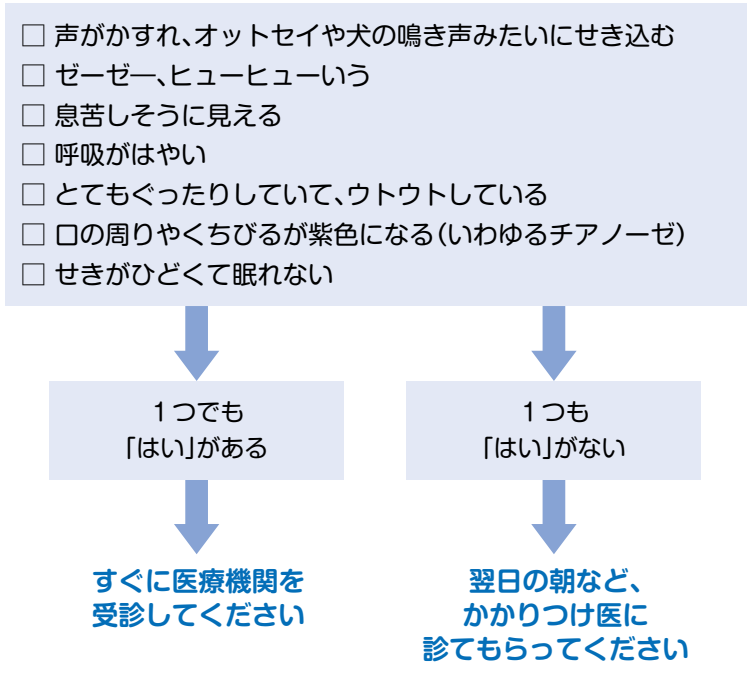 □ 声がかすれ、オットセイや犬の鳴き声みたいにせき込む
□ ゼーゼ―、ヒューヒューいう
□ 息苦しそうに見える
□ 呼吸がはやい
□ とてもぐったりしていて、ウトウトしている
□ 口の周りやくちびるが紫色になる（いわゆるチアノーゼ）
□ せきがひどくて眠れない
1つでも
「はい」がある
1つも
「はい」がない
すぐに医療機関を
受診してください
翌日の朝など、
かかりつけ医に
診てもらってください